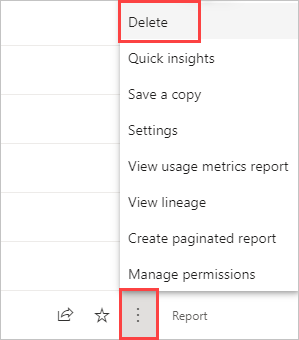 Delete
Quick insights
Save a copy
Settings
View usage metrics report
View lineage
Create paginated report
Manage permissions
Report